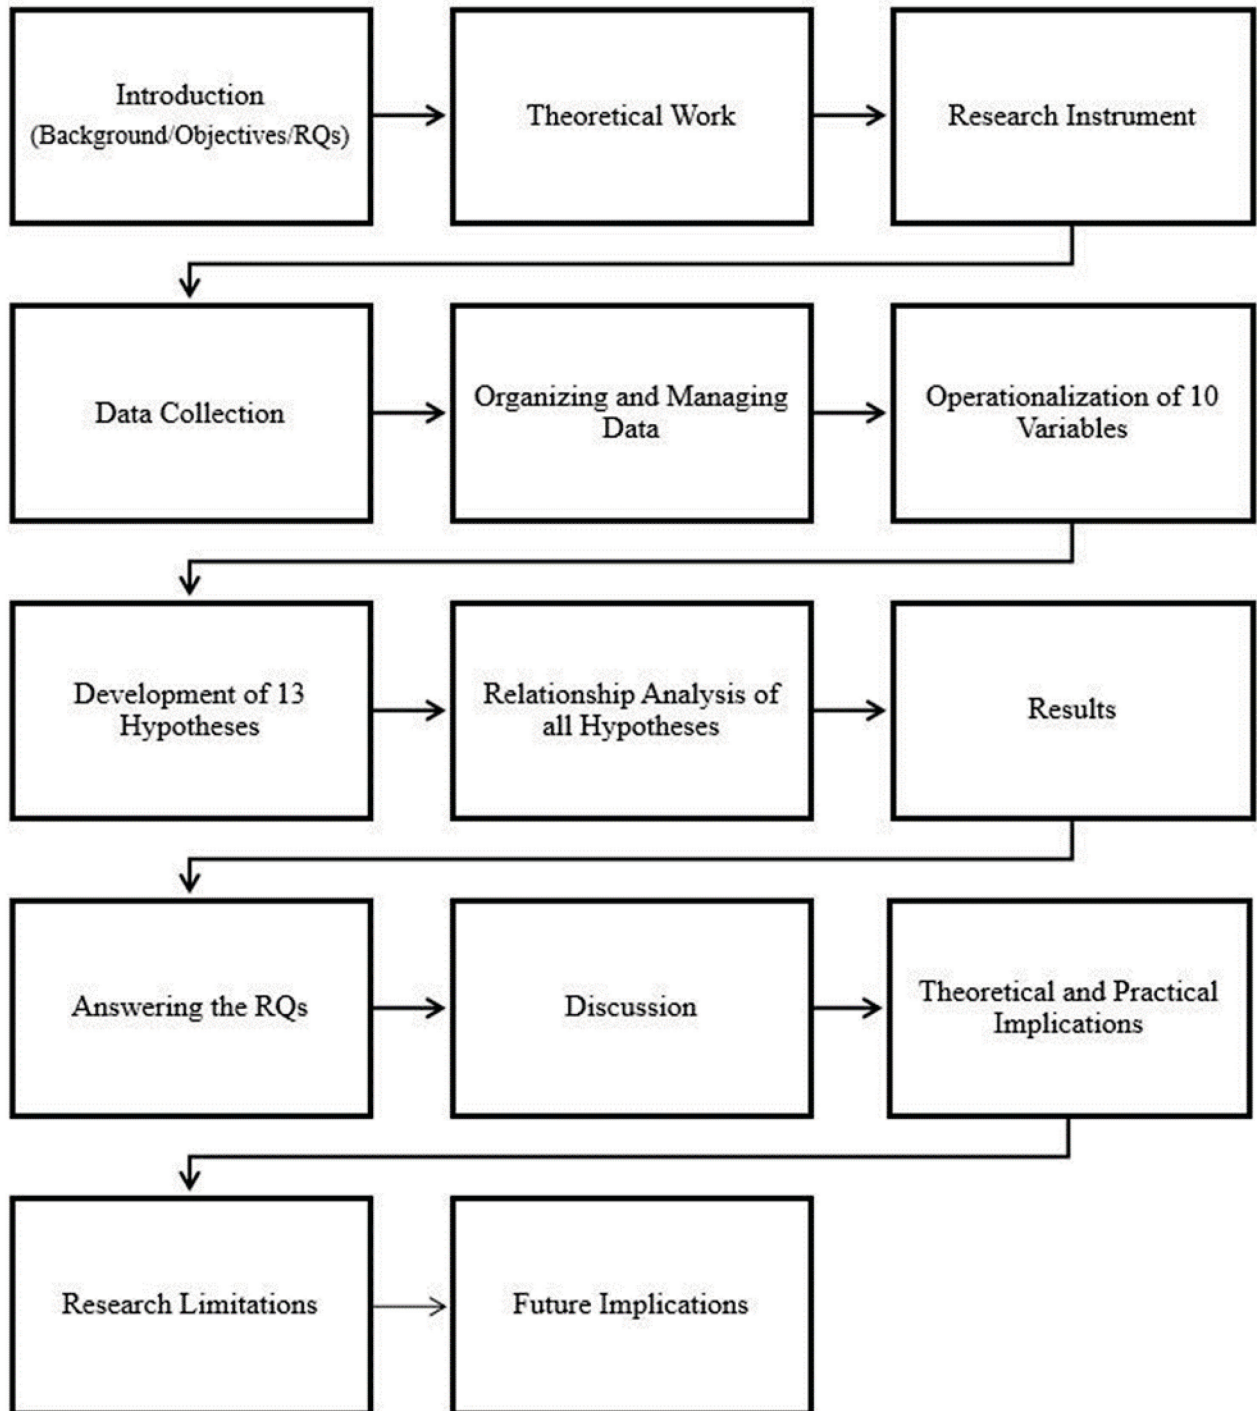 Introduction
(Background/Objectives/RQs)
Theoretical Work
Research Instrument
Data Collection
Organizing and Managing
Data
Operationalization of 10
Variables
Development of 13
Hypotheses
Relationship Analysis of
all Hypotheses
Results
Answering the RQs
Discussion
Theoretical and Practical
Implications
Research Limitations
Future Implications